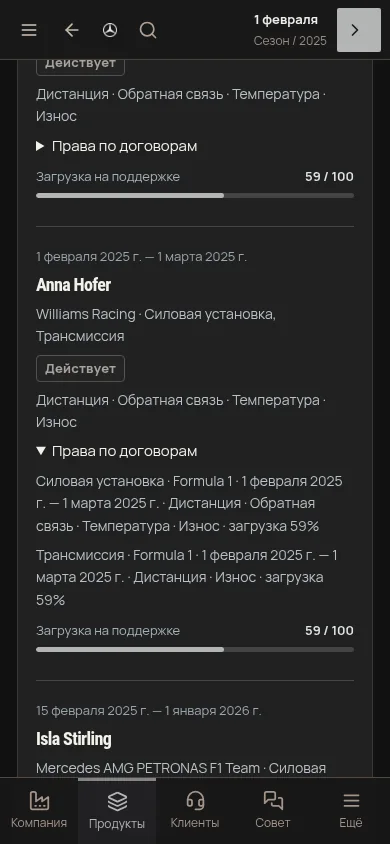 1 февраля
Сезон / 2025
Действует
Дистанция · Обратная связь · Температура ·
Износ
Права по договорам
Загрузка на поддержке 59 / 100
1 февраля 2025 г. — 1 марта 2025 г.
Anna Hofer
Williams Racing · Силовая установка,
Трансмиссия
Действует
Дистанция · Обратная связь · Температура ·
Износ
Права по договорам
Силовая установка · Formula 1 · 1 февраля 2025
г. — 1 марта 2025 г. · Дистанция · Обратная
связь · Температура · Износ · загрузка 59%
Трансмиссия · Formula 1 · 1 февраля 2025 г. — 1
марта 2025 г. · Дистанция · Износ · загрузка
59%
Загрузка на поддержке 59 / 100
15 февраля 2025 г. — 1 января 2026 г.
Isla Stirling
Mercedes AMG PETRONAS F1 Team · Силовая
Компания Продукты Клиенты Совет Ещё